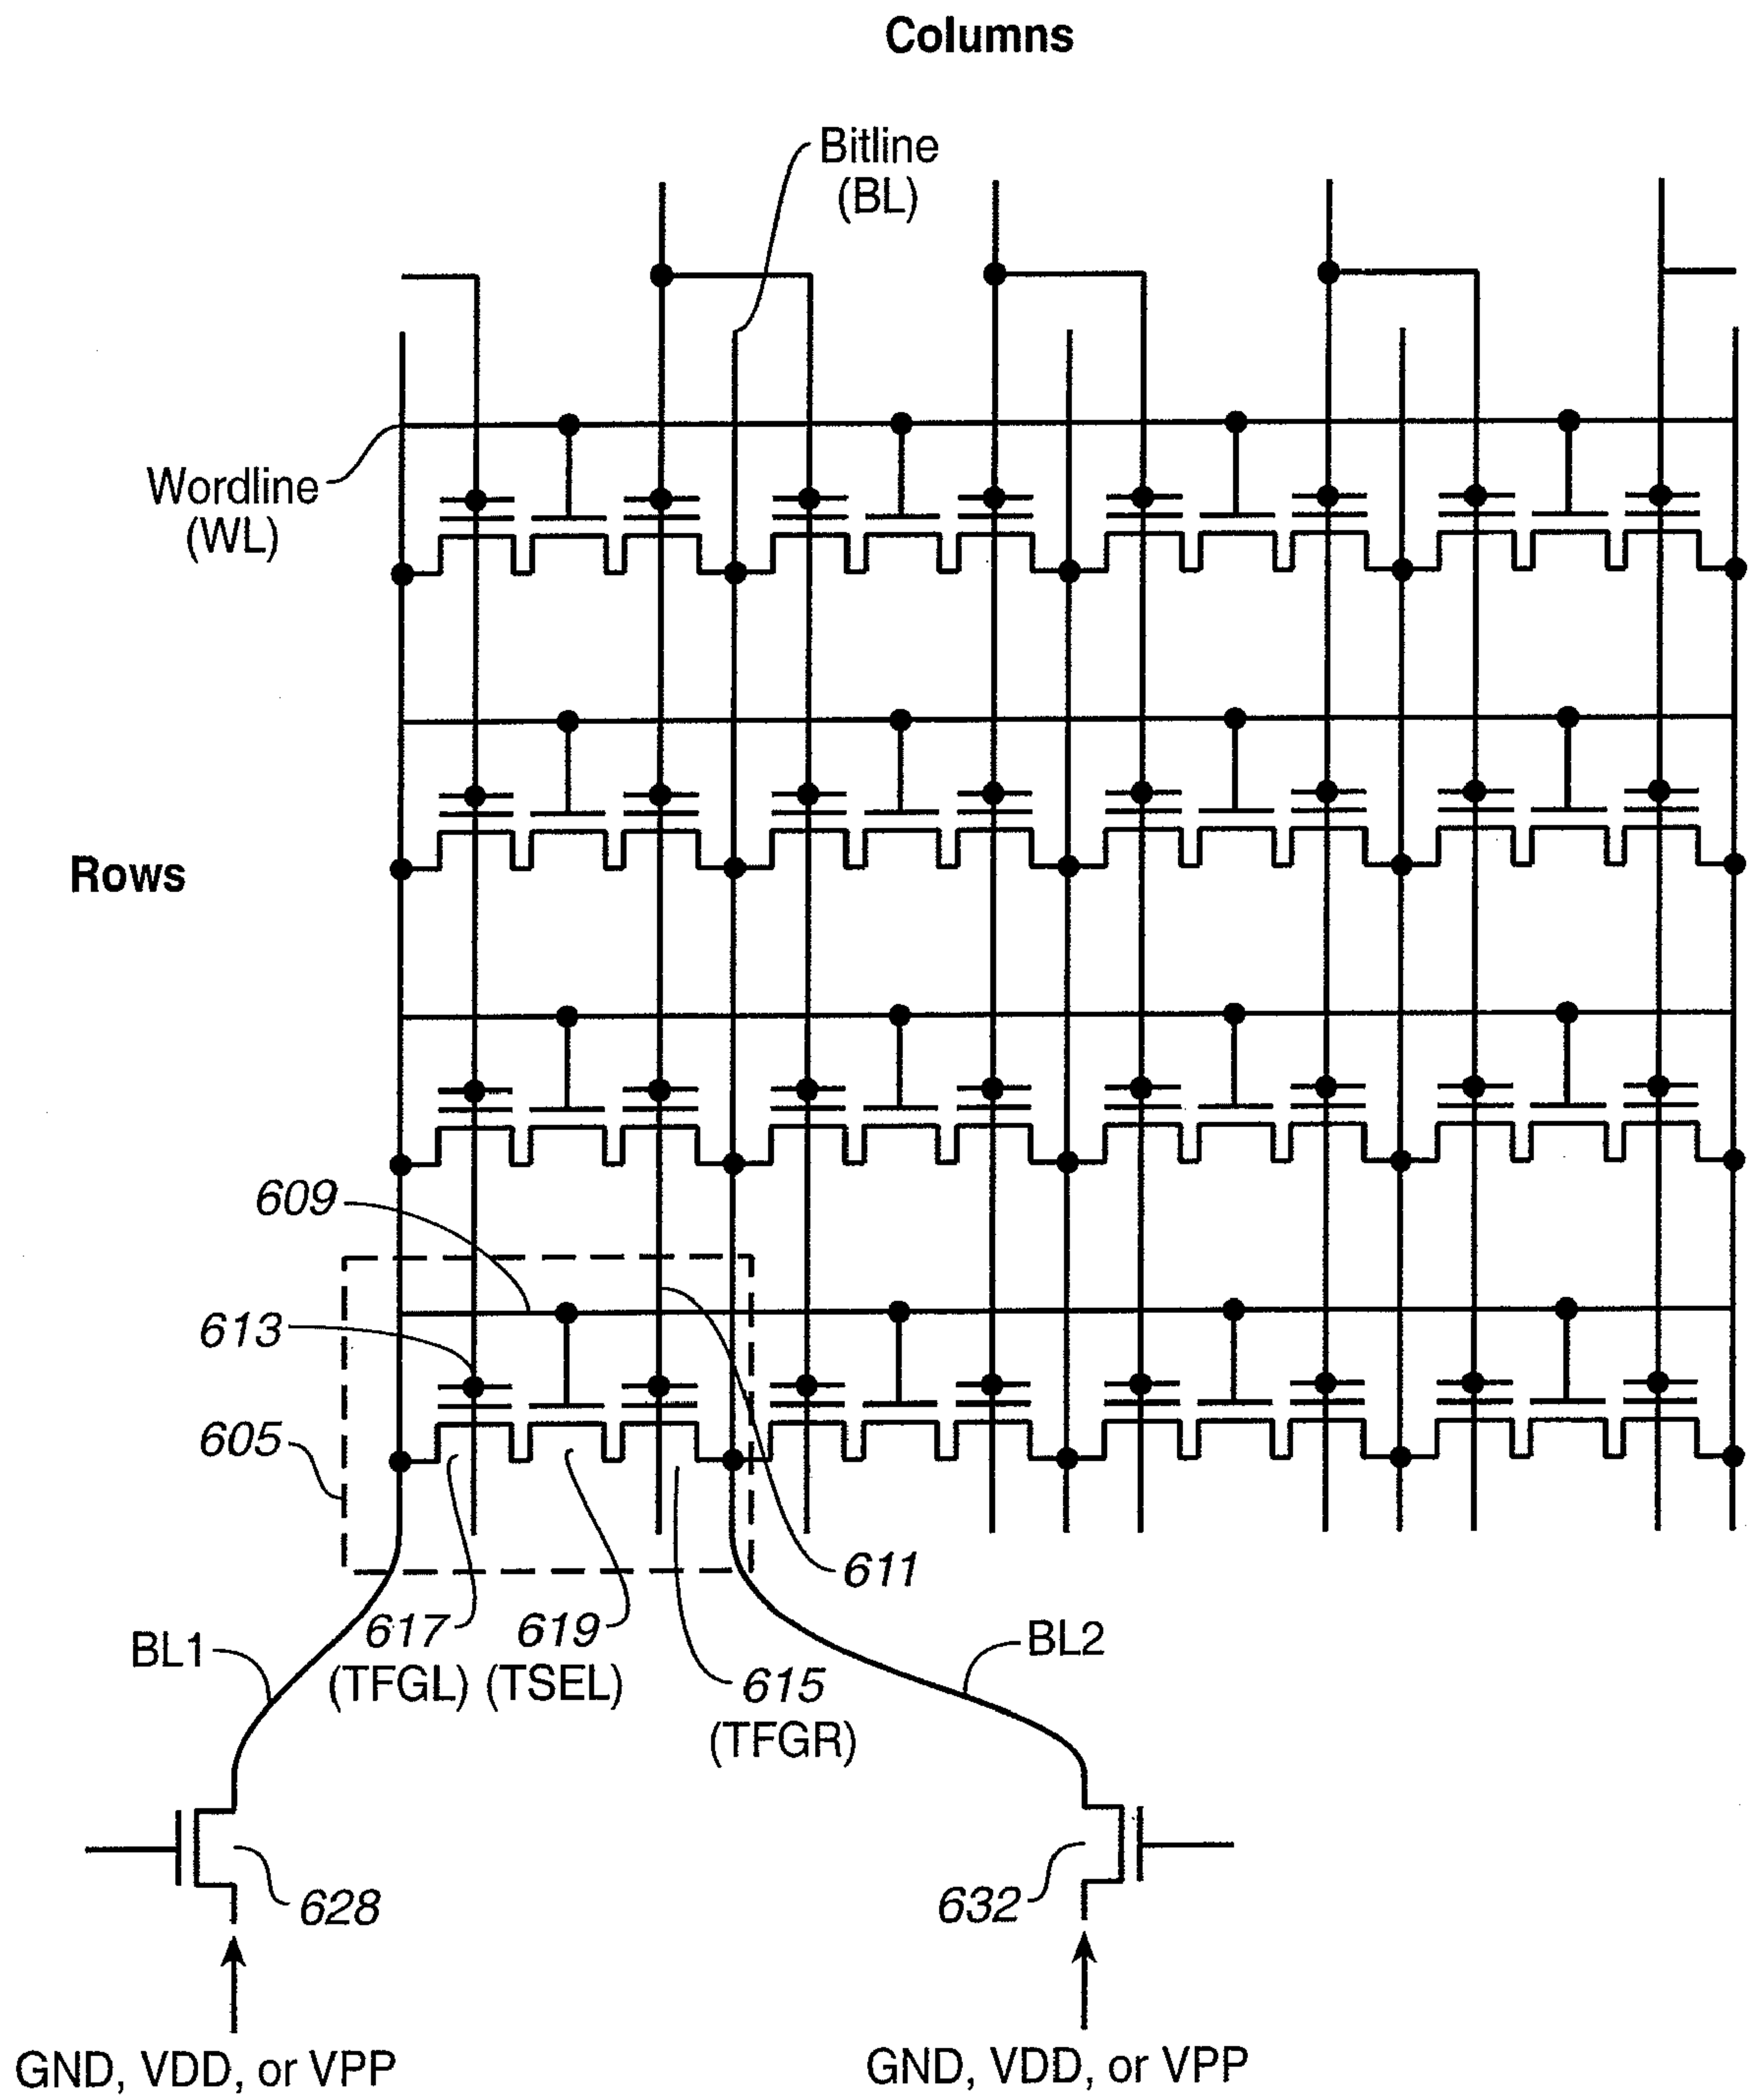 Columns
Bitline
(BL)
Wordline
(WL)
Rows
609
613
605
611
617
(TFGL)
619
(TSEL)
615
(TFGR)
BL1
BL2
628
632
GND, VDD, or VPP
GND, VDD, or VPP